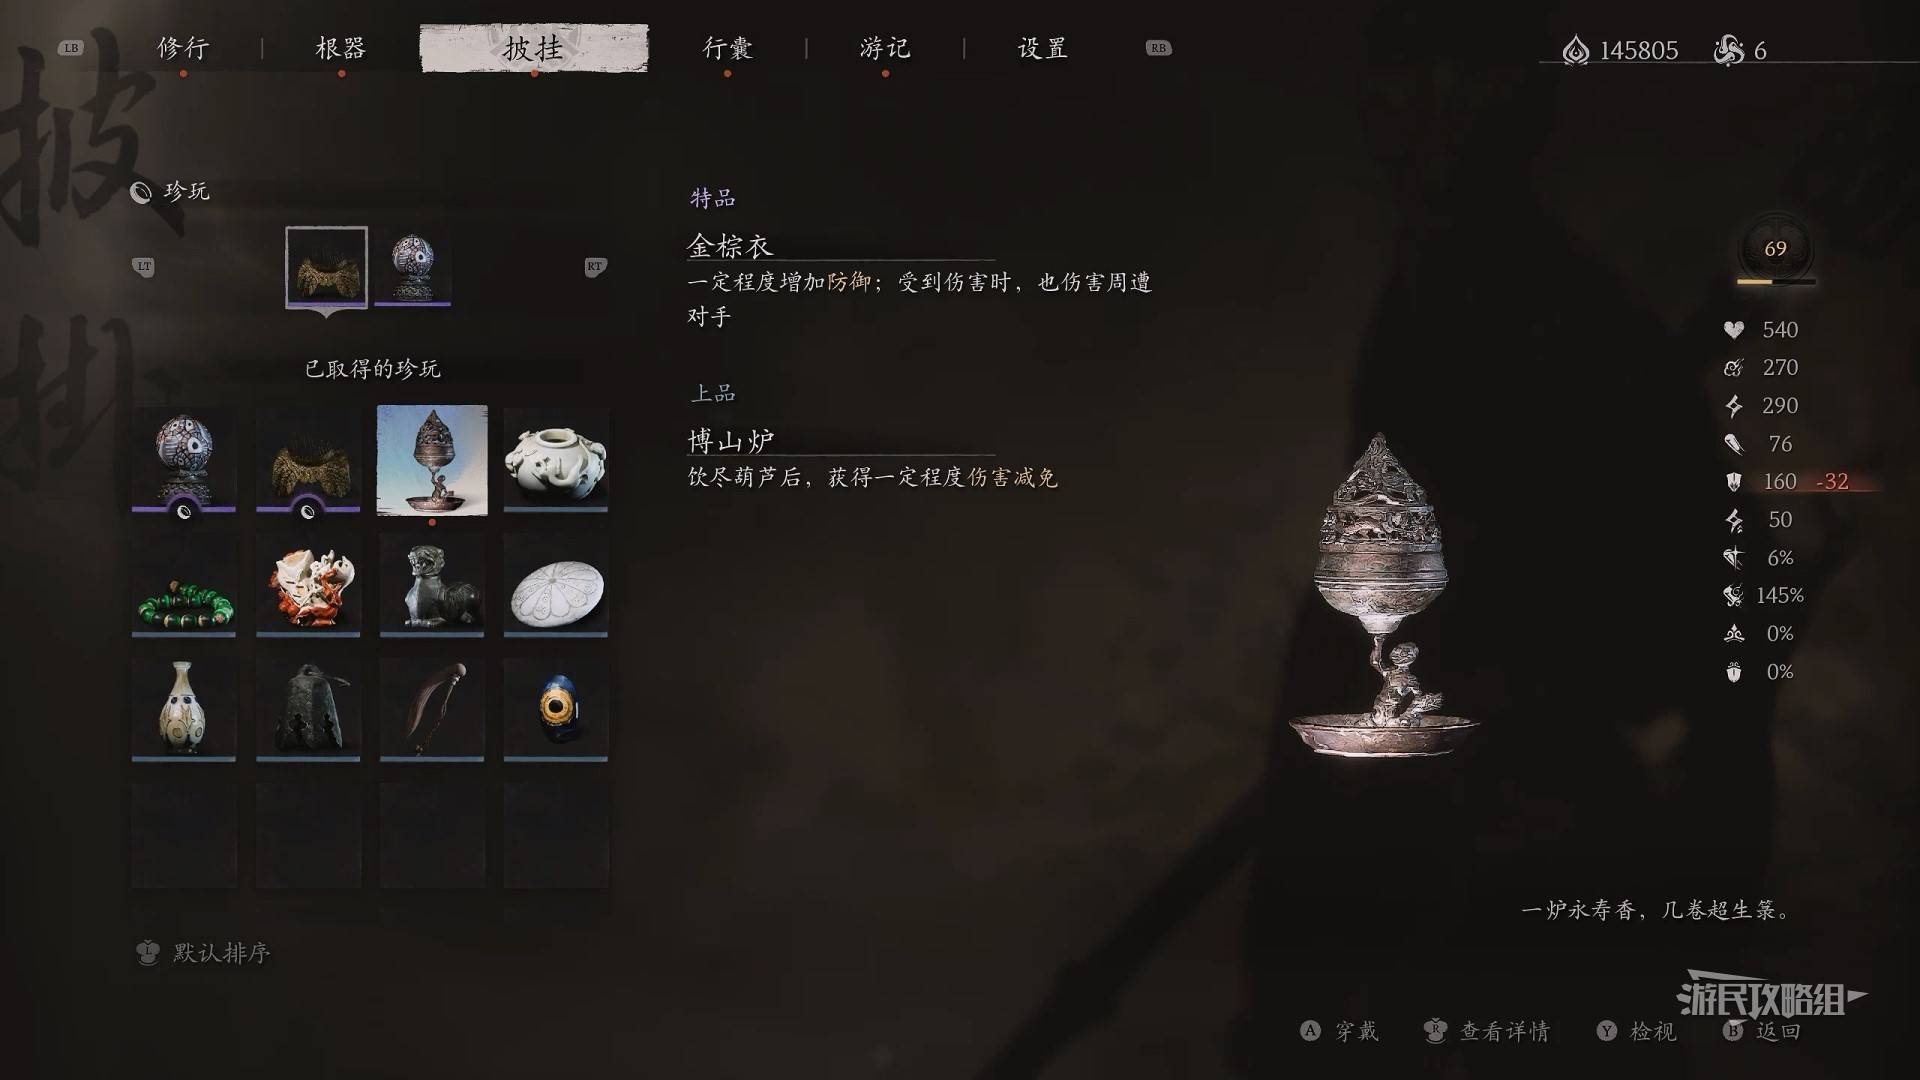 LB 修行 根器 披挂 行囊 游记 设置 RB 145805 6
披挂
珍玩
LT RT
已取得的珍玩
默认排序
特品
金棕衣
一定程度增加防御；受到伤害时，也伤害周遭
对手
上品
博山炉
饮尽葫芦后，获得一定程度伤害减免
69
540
270
290
76
160 -32
50
6%
145%
0%
0%
一炉永寿香，几卷超生箓。
游民攻略组
A 穿戴 R 查看详情 Y 检视 B 返回